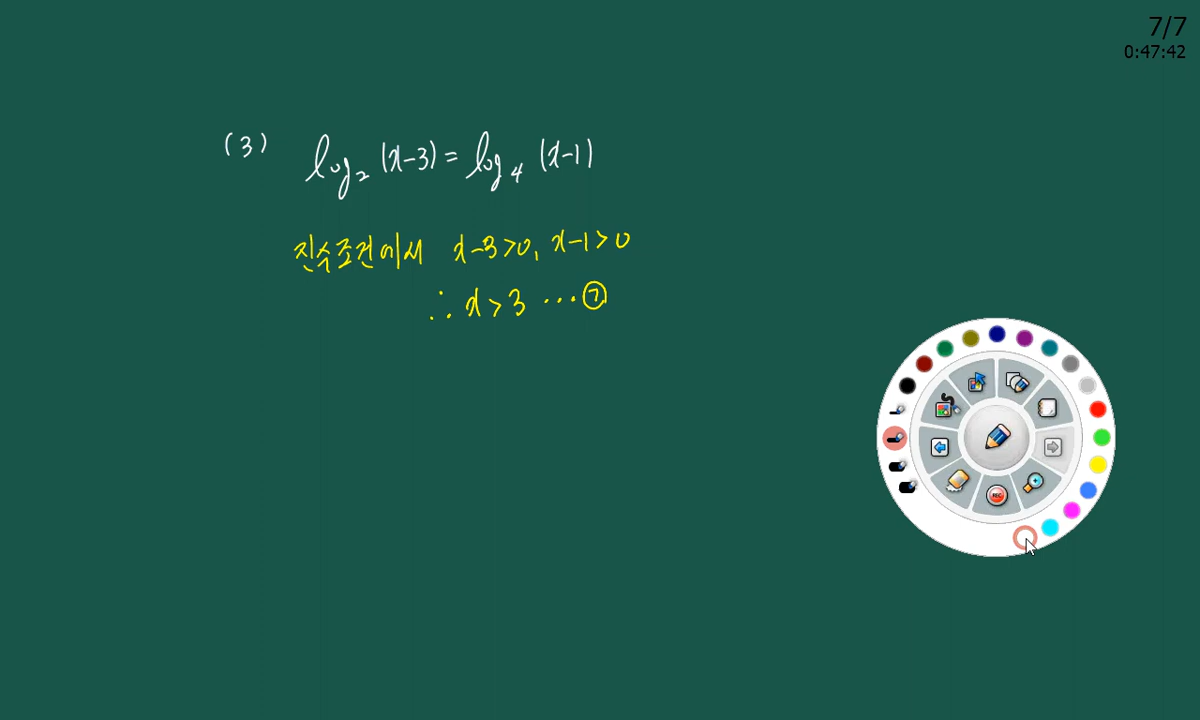 7/7
0:47:42
(3) log₂(x-3) = log₄(x-1)
진수조건에서 x-3>0, x-1>0
∴ x>3 ⋯ ㉠
REC